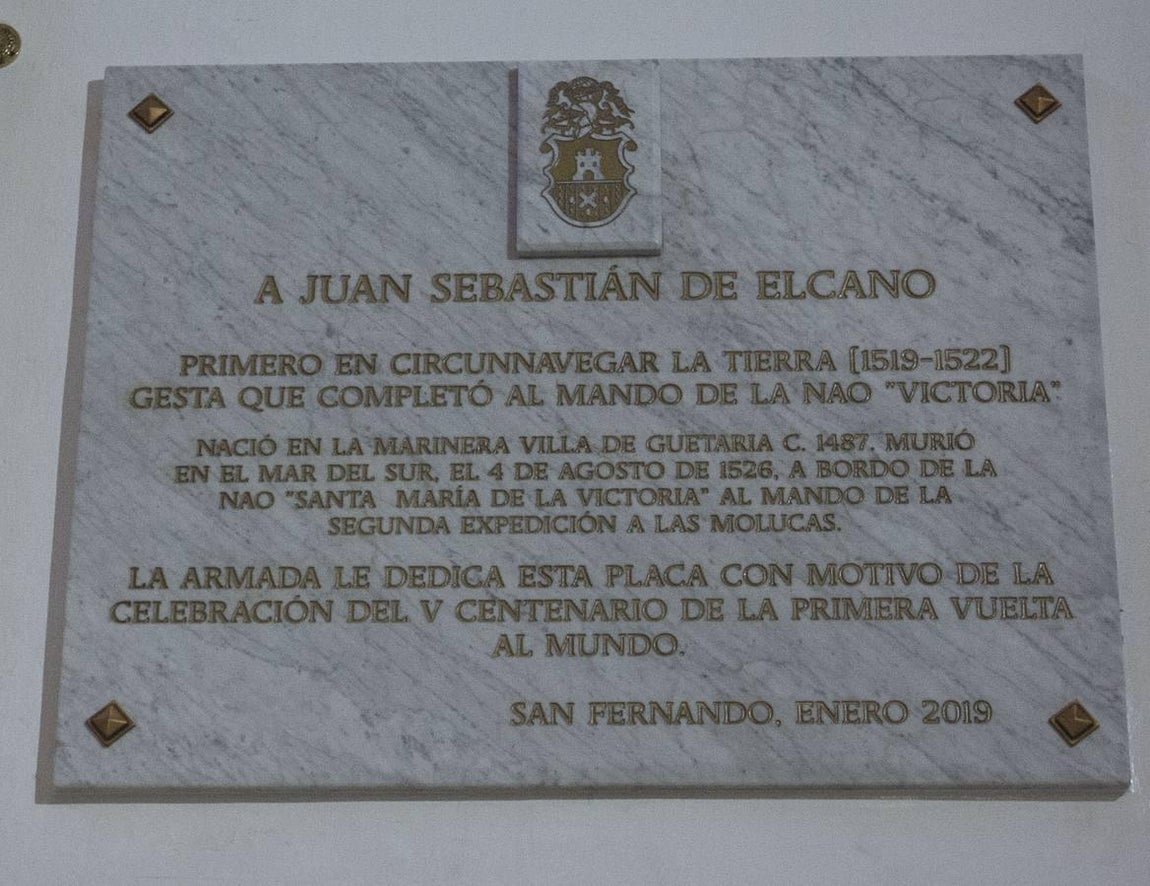 A JUAN SEBASTIÁN DE ELCANO
PRIMERO EN CIRCUNNAVEGAR LA TIERRA (1519-1522)
GESTA QUE COMPLETÓ AL MANDO DE LA NAO "VICTORIA"
NACIÓ EN LA MARINERA VILLA DE GUETARIA C. 1487. MURIÓ
EN EL MAR DEL SUR, EL 4 DE AGOSTO DE 1526, A BORDO DE LA
NAO "SANTA MARÍA DE LA VICTORIA" AL MANDO DE LA
SEGUNDA EXPEDICIÓN A LAS MOLUCAS.
LA ARMADA LE DEDICA ESTA PLACA CON MOTIVO DE LA
CELEBRACIÓN DEL V CENTENARIO DE LA PRIMERA VUELTA
AL MUNDO.
SAN FERNANDO, ENERO 2019